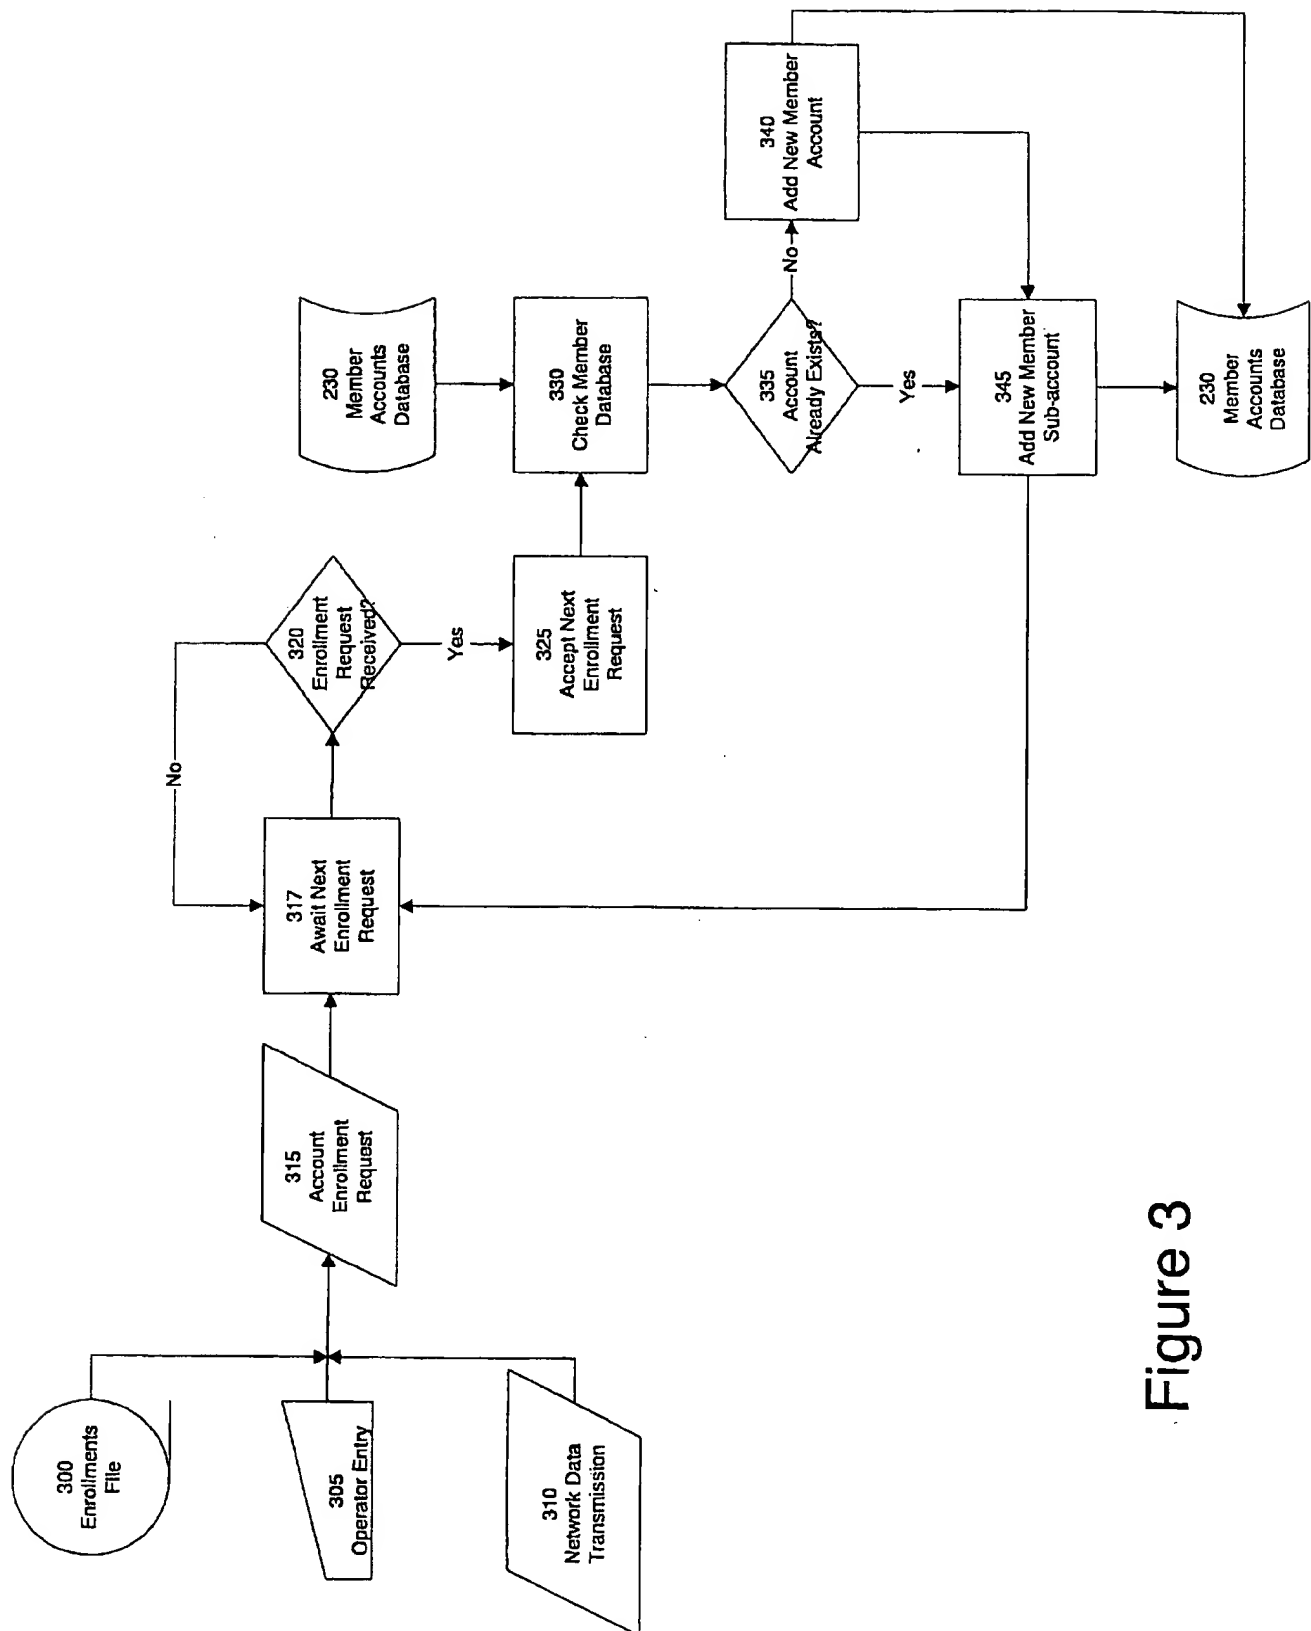 300
Enrollments
File
305
Operator Entry
310
Network Data
Transmission
315
Account
Enrollment
Request
317
Await Next
Enrollment
Request
No
320
Enrollment
Request
Received?
Yes
325
Accept Next
Enrollment
Request
230
Member
Accounts
Database
330
Check Member
Database
335
Account
Already Exists?
No
340
Add New Member
Account
Yes
345
Add New Member
Sub-account
230
Member
Accounts
Database
Figure 3